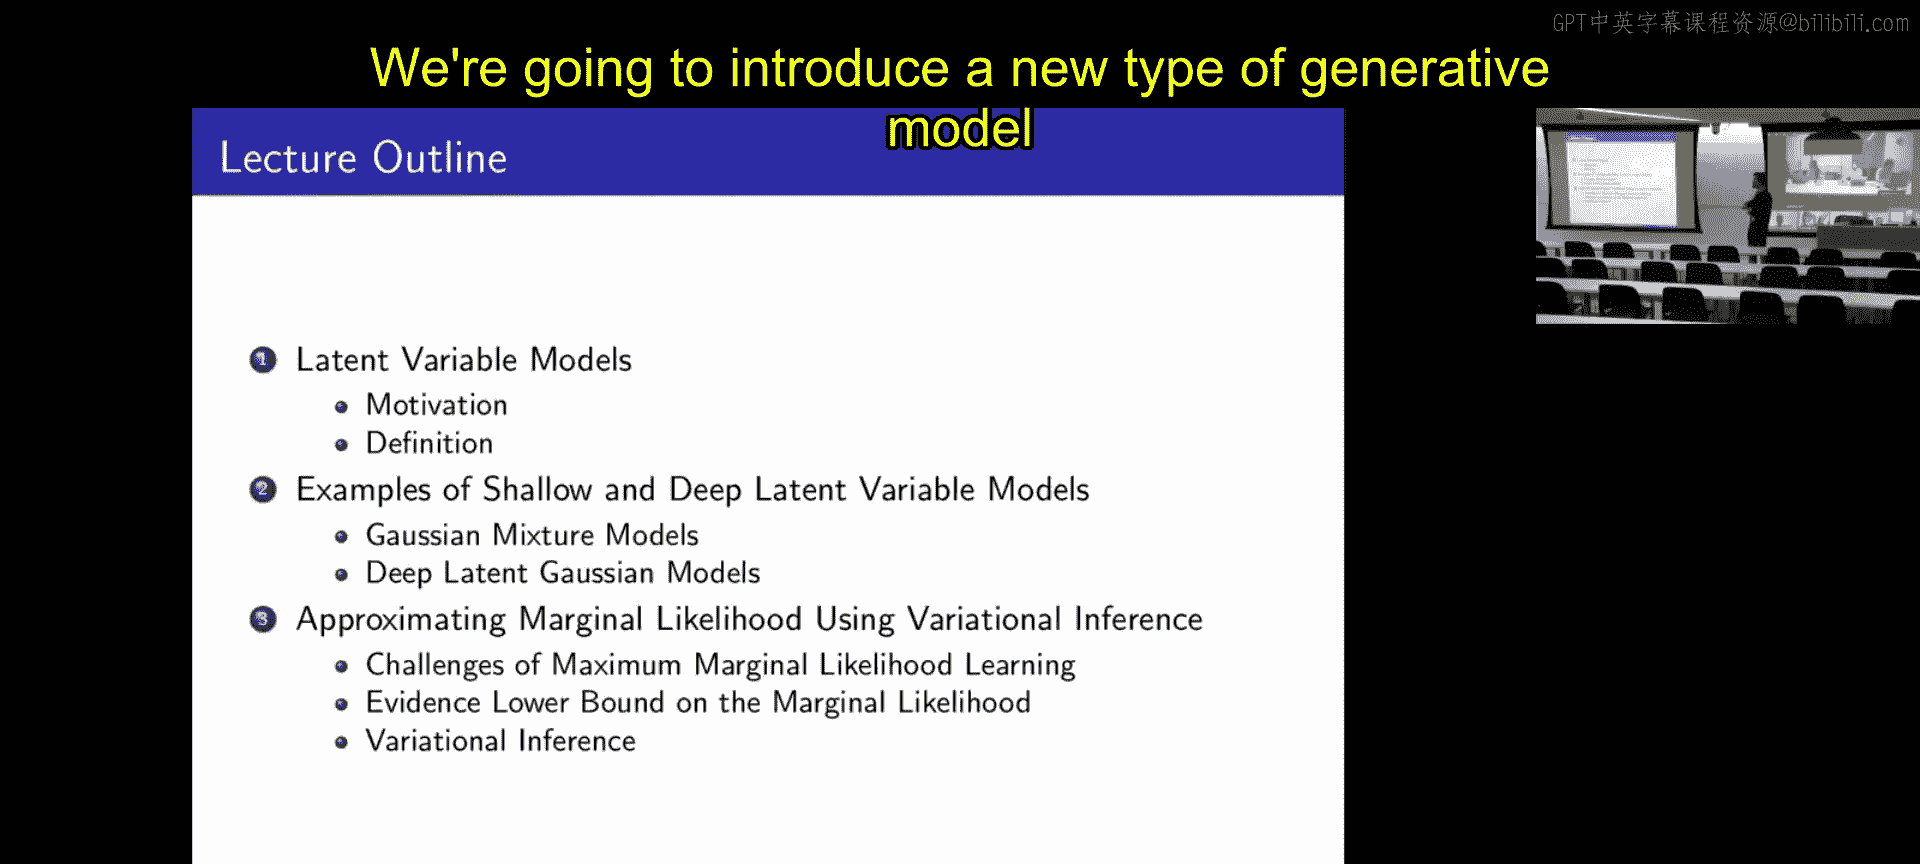 GPT中英字幕课程资源@bilibili.com
We're going to introduce a new type of generative
model
Lecture Outline
1 Latent Variable Models
Motivation
Definition
2 Examples of Shallow and Deep Latent Variable Models
Gaussian Mixture Models
Deep Latent Gaussian Models
3 Approximating Marginal Likelihood Using Variational Inference
Challenges of Maximum Marginal Likelihood Learning
Evidence Lower Bound on the Marginal Likelihood
Variational Inference